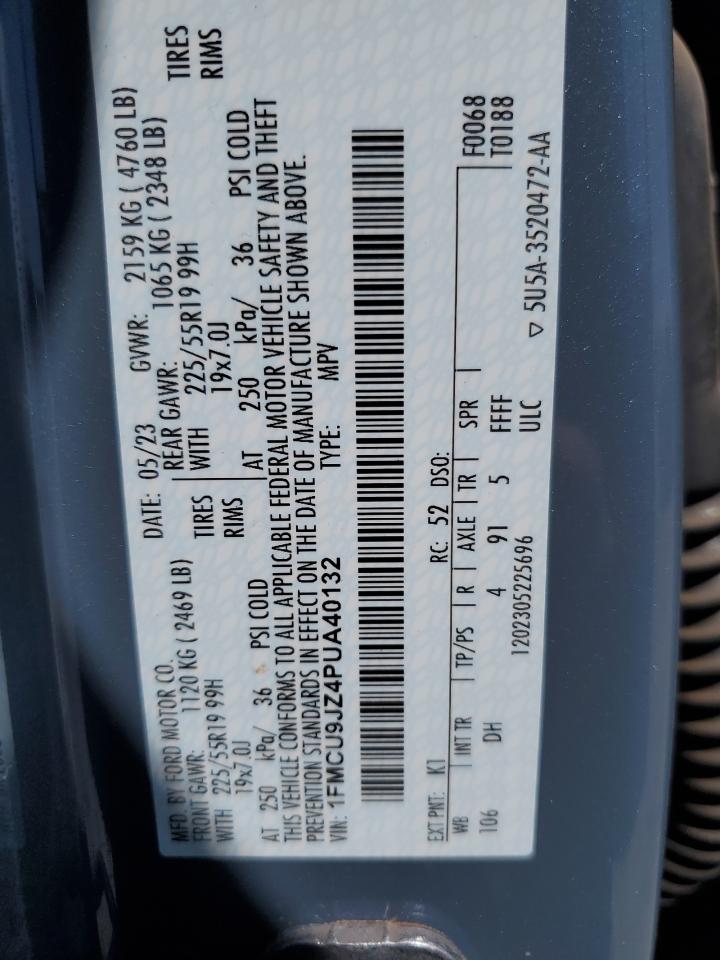 MFD. BY FORD MOTOR CO.
DATE: 05/23 GVWR: 2159 KG ( 4760 LB)
FRONT GAWR: 1120 KG ( 2469 LB)
REAR GAWR: 1065 KG ( 2348 LB)
WITH 225/55R19 99H TIRES
WITH 225/55R19 99H TIRES
19x7.0J RIMS
19x7.0J RIMS
AT 250 kPa/ 36 PSI COLD
AT 250 kPa/ 36 PSI COLD
THIS VEHICLE CONFORMS TO ALL APPLICABLE FEDERAL MOTOR VEHICLE SAFETY AND THEFT
PREVENTION STANDARDS IN EFFECT ON THE DATE OF MANUFACTURE SHOWN ABOVE.
VIN: 1FMCU9JZ4PUA40132 TYPE: MPV
EXT PNT: K1 RC: 52 DSO:
WB INT TR TP/PS R AXLE TR SPR F0068
106 DH 4 91 5 FFFF T0188
1202305225696 ULC ▽ 5U5A-3520472-AA